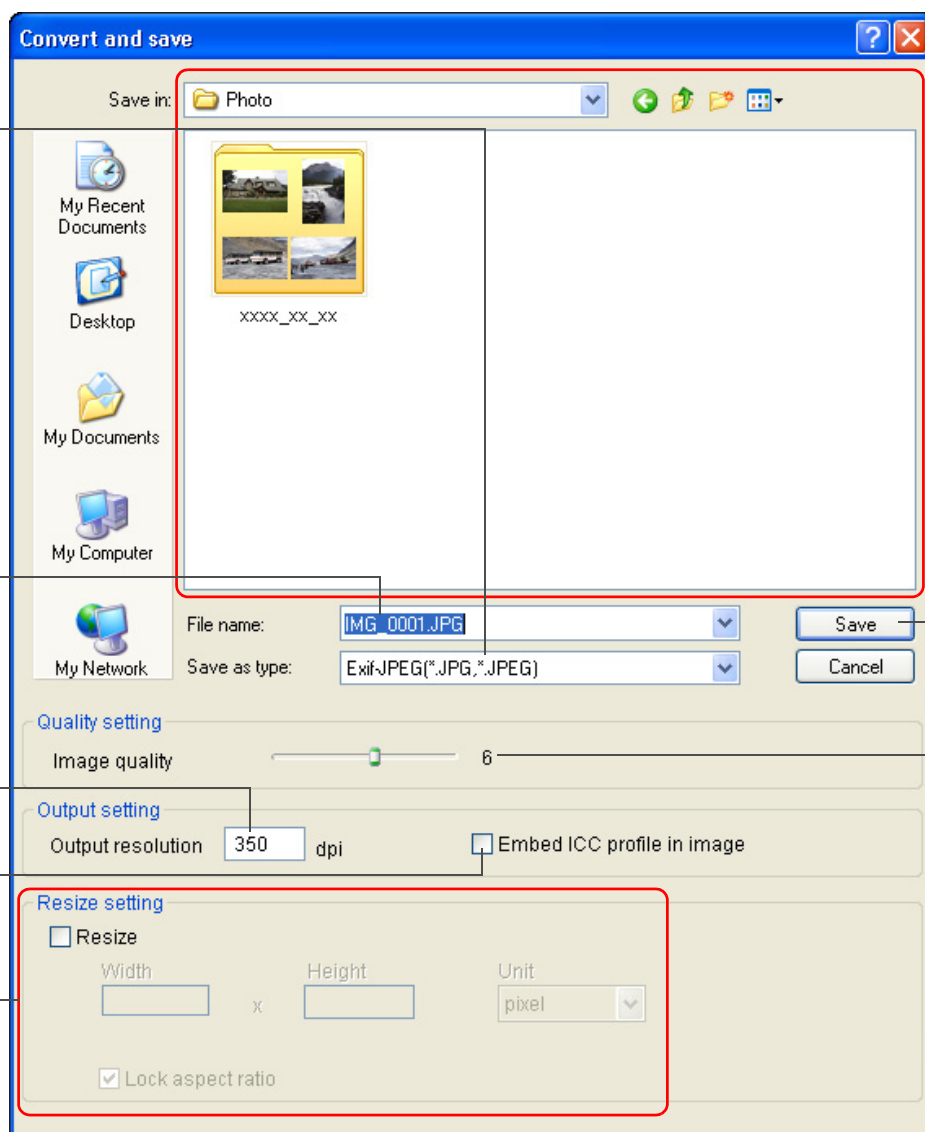 Convert and save
Save in: Photo
My Recent
Documents
Desktop
My Documents
My Computer
My Network
xxxx_xx_xx
File name: IMG_0001.JPG Save
Save as type: Exif-JPEG(*.JPG,*.JPEG) Cancel
Quality setting
Image quality 6
Output setting
Output resolution 350 dpi Embed ICC profile in image
Resize setting
Resize
Width Height Unit
x pixel
Lock aspect ratio